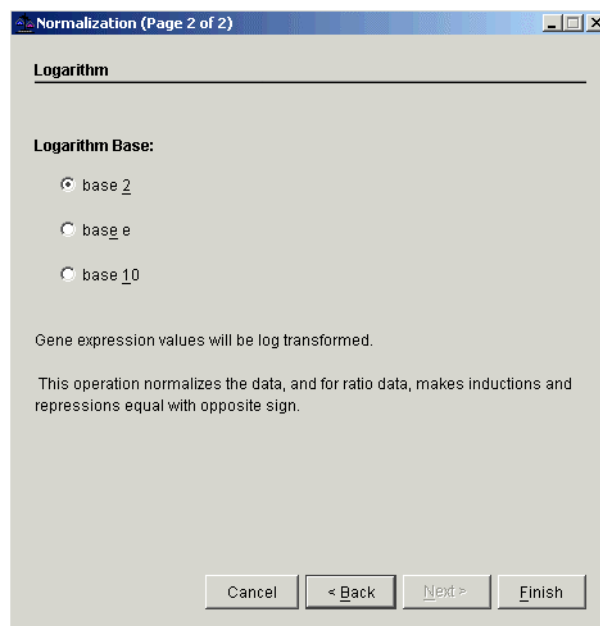 Normalization (Page 2 of 2)
Logarithm
Logarithm Base:
base 2
base e
base 10
Gene expression values will be log transformed.
This operation normalizes the data, and for ratio data, makes inductions and
repressions equal with opposite sign.
Cancel
< Back
Next >
Finish